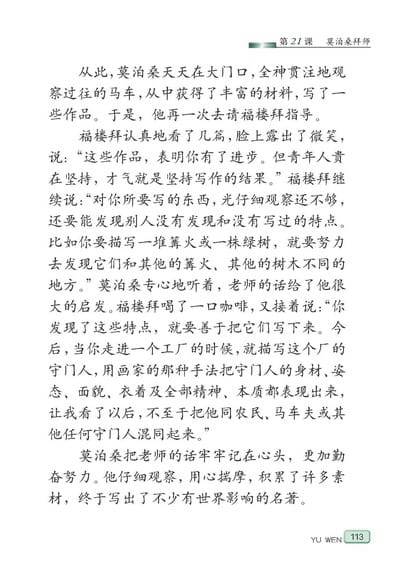 第21课 莫泊桑拜师
从此,莫泊桑天天在大门口,全神贯注地观
察过往的马车,从中获得了丰富的材料,写了一
些作品。于是,他再一次去请福楼拜指导。
福楼拜认真地看了几篇,脸上露出了微笑,
说:“这些作品,表明你有了进步。但青年人贵
在坚持,才气就是坚持写作的结果。”福楼拜继
续说:“对你所要写的东西,光仔细观察还不够,
还要能发现别人没有发现和没有写过的特点。
比如你要描写一堆篝火或一株绿树,就要努力
去发现它们和其他的篝火、其他的树木不同的
地方。”莫泊桑专心地听着,老师的话给了他很
大的启发。福楼拜喝了一口咖啡,又接着说:“你
发现了这些特点,就要善于把它们写下来。今
后,当你走进一个工厂的时候,就描写这个厂的
守门人,用画家的那种手法把守门人的身材、姿
态、面貌、衣着及全部精神、本质都表现出来,
让我看了以后,不至于把他同农民、马车夫或其
他任何守门人混同起来。”
莫泊桑把老师的话牢牢记在心头,更加勤
奋努力。他仔细观察,用心揣摩,积累了许多素
材,终于写出了不少有世界影响的名著。
YU WEN 113